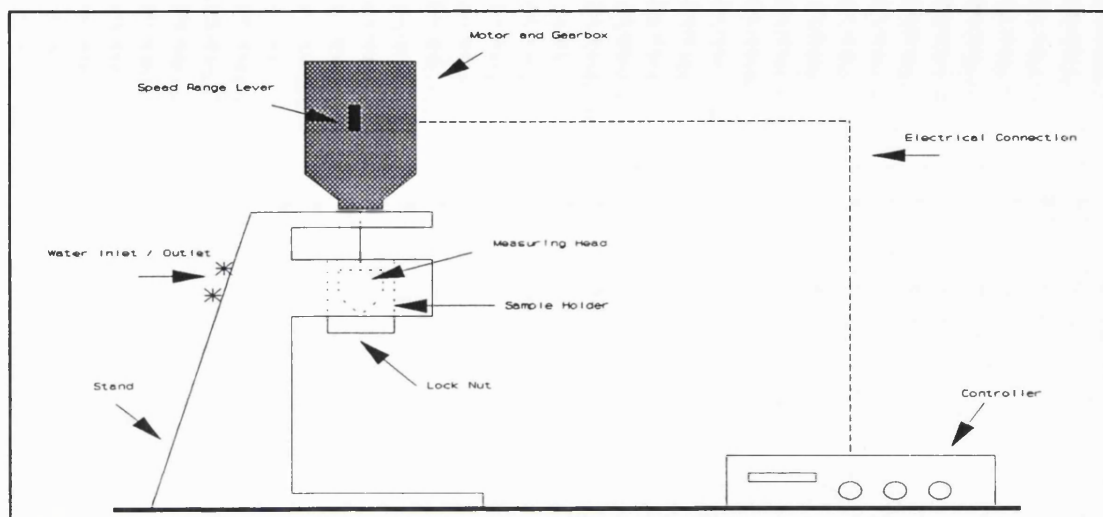 Motor and Gearbox
Speed Range Lever
Electrical Connection
Measuring Head
Water Inlet / Outlet
Sample Holder
Lock Nut
Stand
Controller